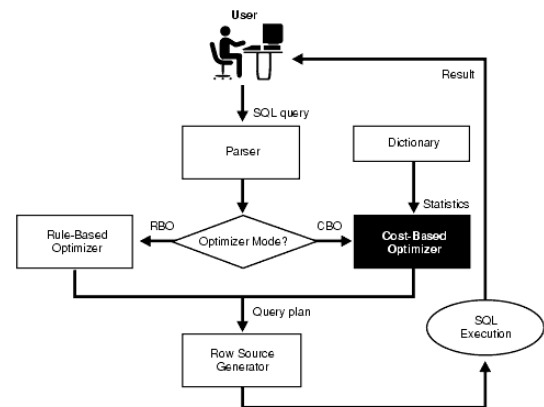 User
Result
SQL query
Parser
Dictionary
Statistics
RBO
CBO
Rule-Based
Optimizer
Optimizer Mode?
Cost-Based
Optimizer
Query plan
SQL
Execution
Row Source
Generator